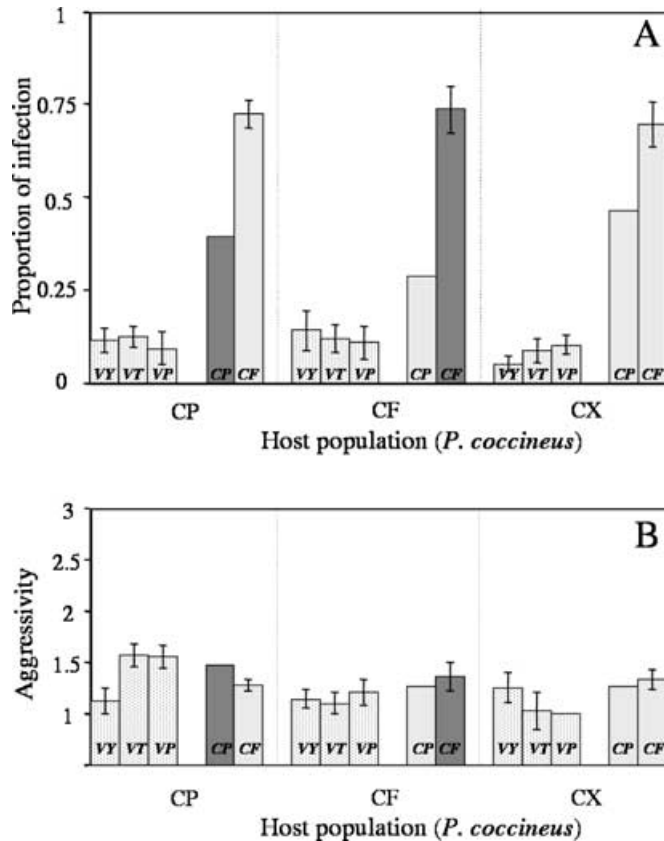 1
A
0.75
0.5
0.25
0
Proportion of infection
VY VT VP CP CF VY VT VP CP CF VY VT VP CP CF
CP CF CX
Host population (P. coccineus)
3
B
2.5
2
1.5
1
Aggressivity
VY VT VP CP CF VY VT VP CP CF VY VT VP CP CF
CP CF CX
Host population (P. coccineus)